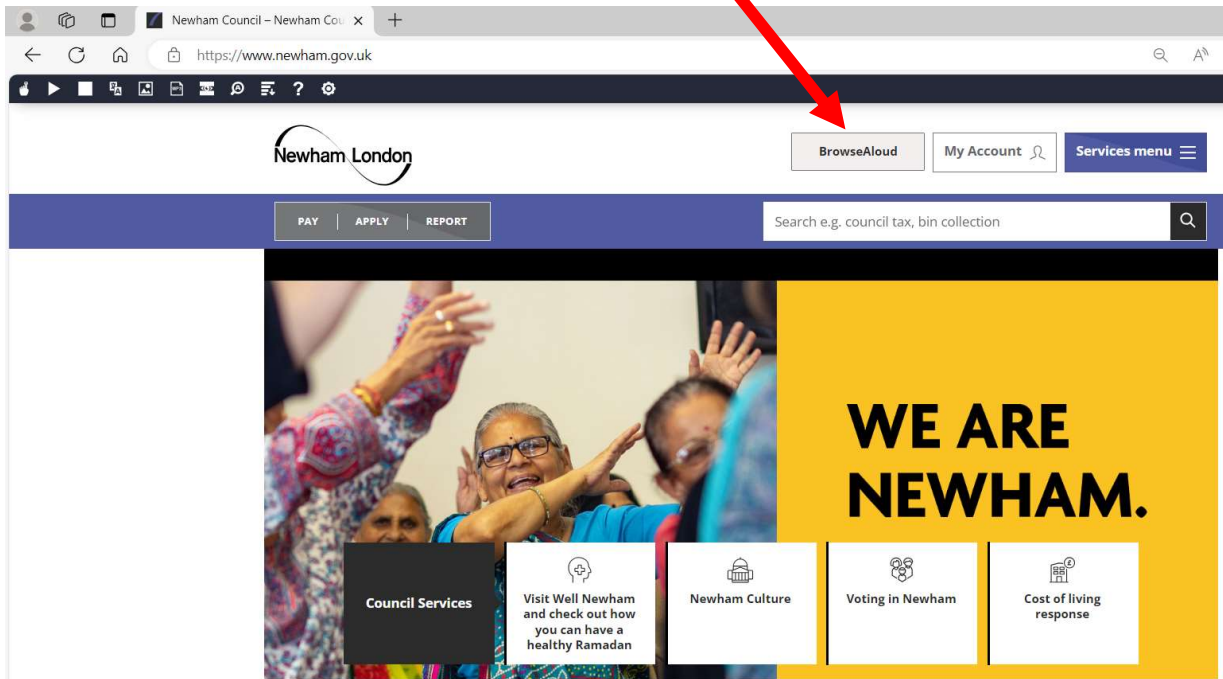 Newham Council – Newham Cou
https://www.newham.gov.uk
Newham London
BrowseAloud
My Account
Services menu
PAY | APPLY | REPORT
Search e.g. council tax, bin collection
WE ARE
NEWHAM.
Council Services
Visit Well Newham
and check out how
you can have a
healthy Ramadan
Newham Culture
Voting in Newham
Cost of living
response